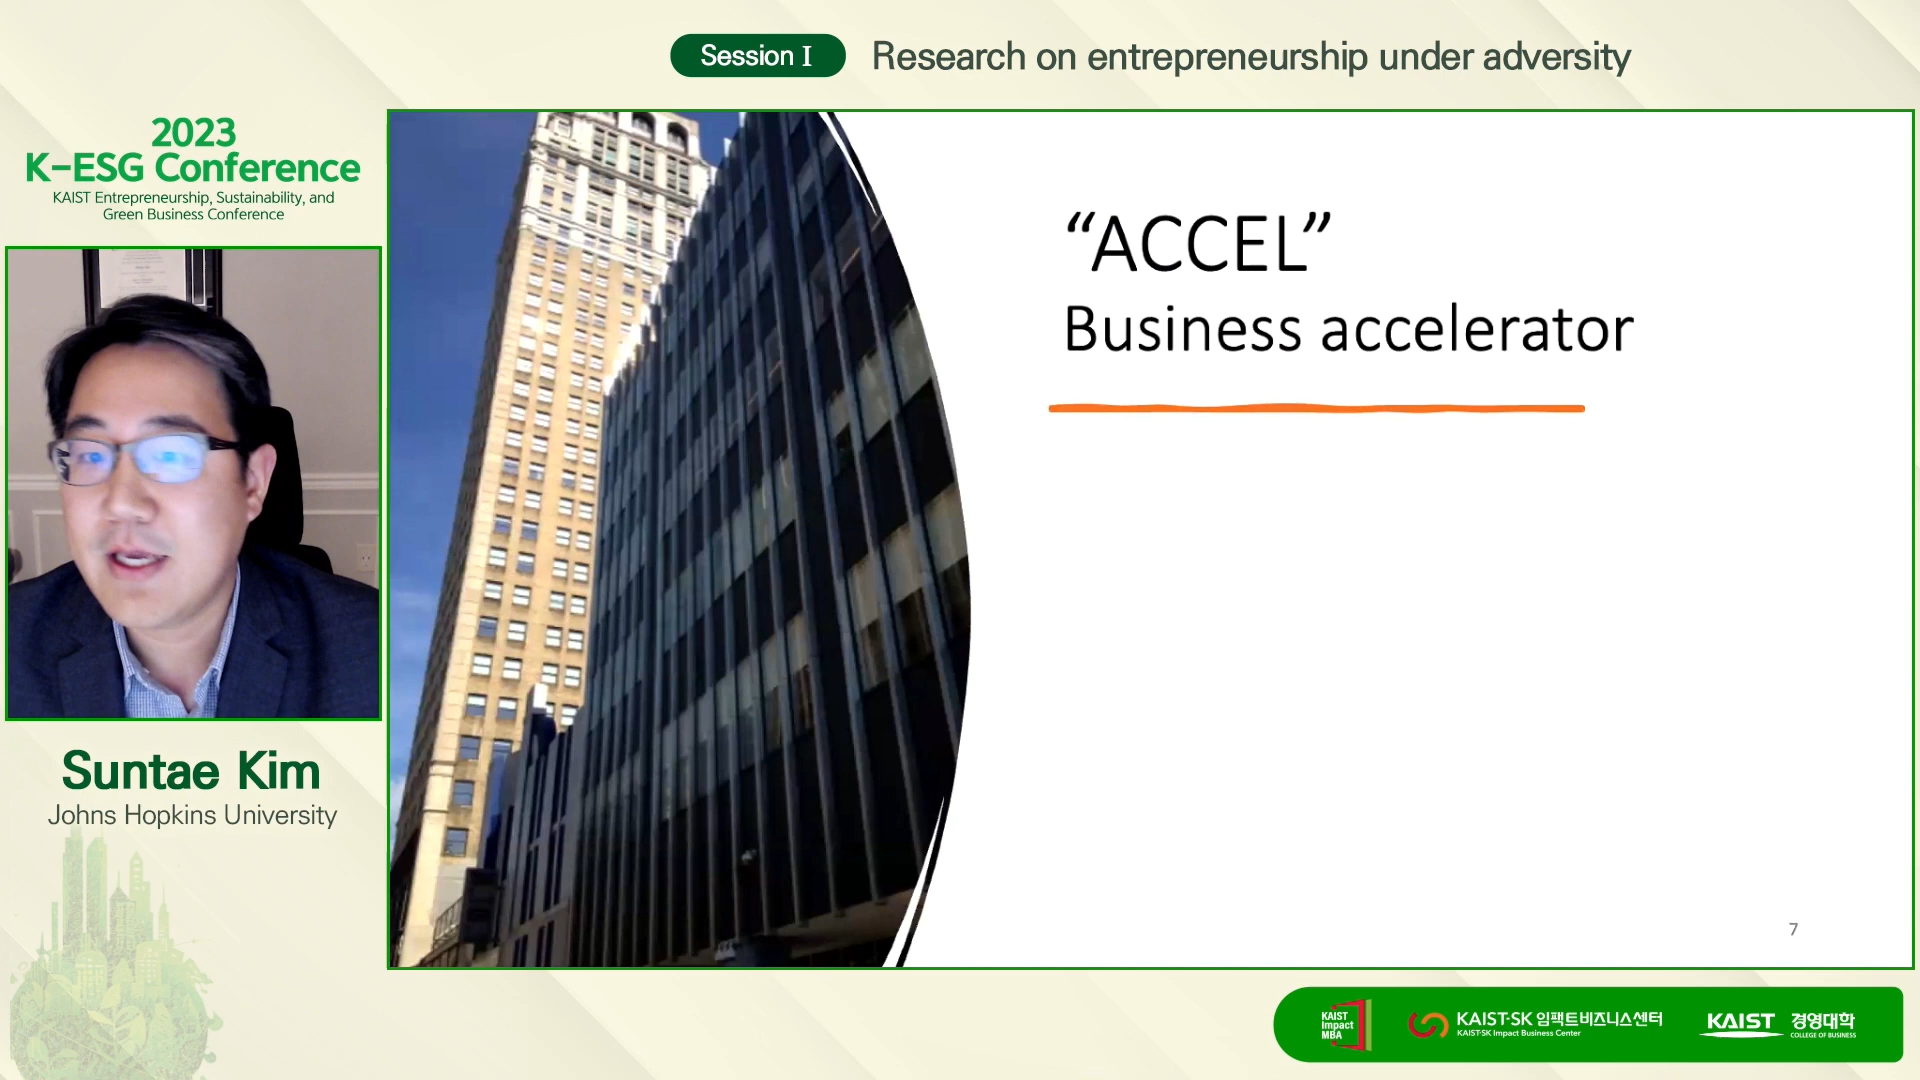 Session I
Research on entrepreneurship under adversity
2023
K-ESG Conference
KAIST Entrepreneurship, Sustainability, and
Green Business Conference
Suntae Kim
Johns Hopkins University
“ACCEL”
Business accelerator
7
KAIST
Impact
MBA
KAIST·SK 임팩트비즈니스센터
KAIST·SK Impact Business Center
KAIST
경영대학
COLLEGE OF BUSINESS